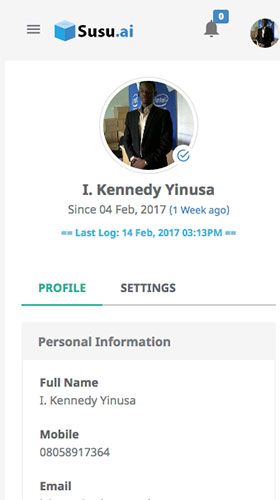 Susu.ai
0
intel
I. Kennedy Yinusa
Since 04 Feb, 2017 (1 Week ago)
== Last Log: 14 Feb, 2017 03:13PM ==
PROFILE
SETTINGS
Personal Information
Full Name
I. Kennedy Yinusa
Mobile
08058917364
Email